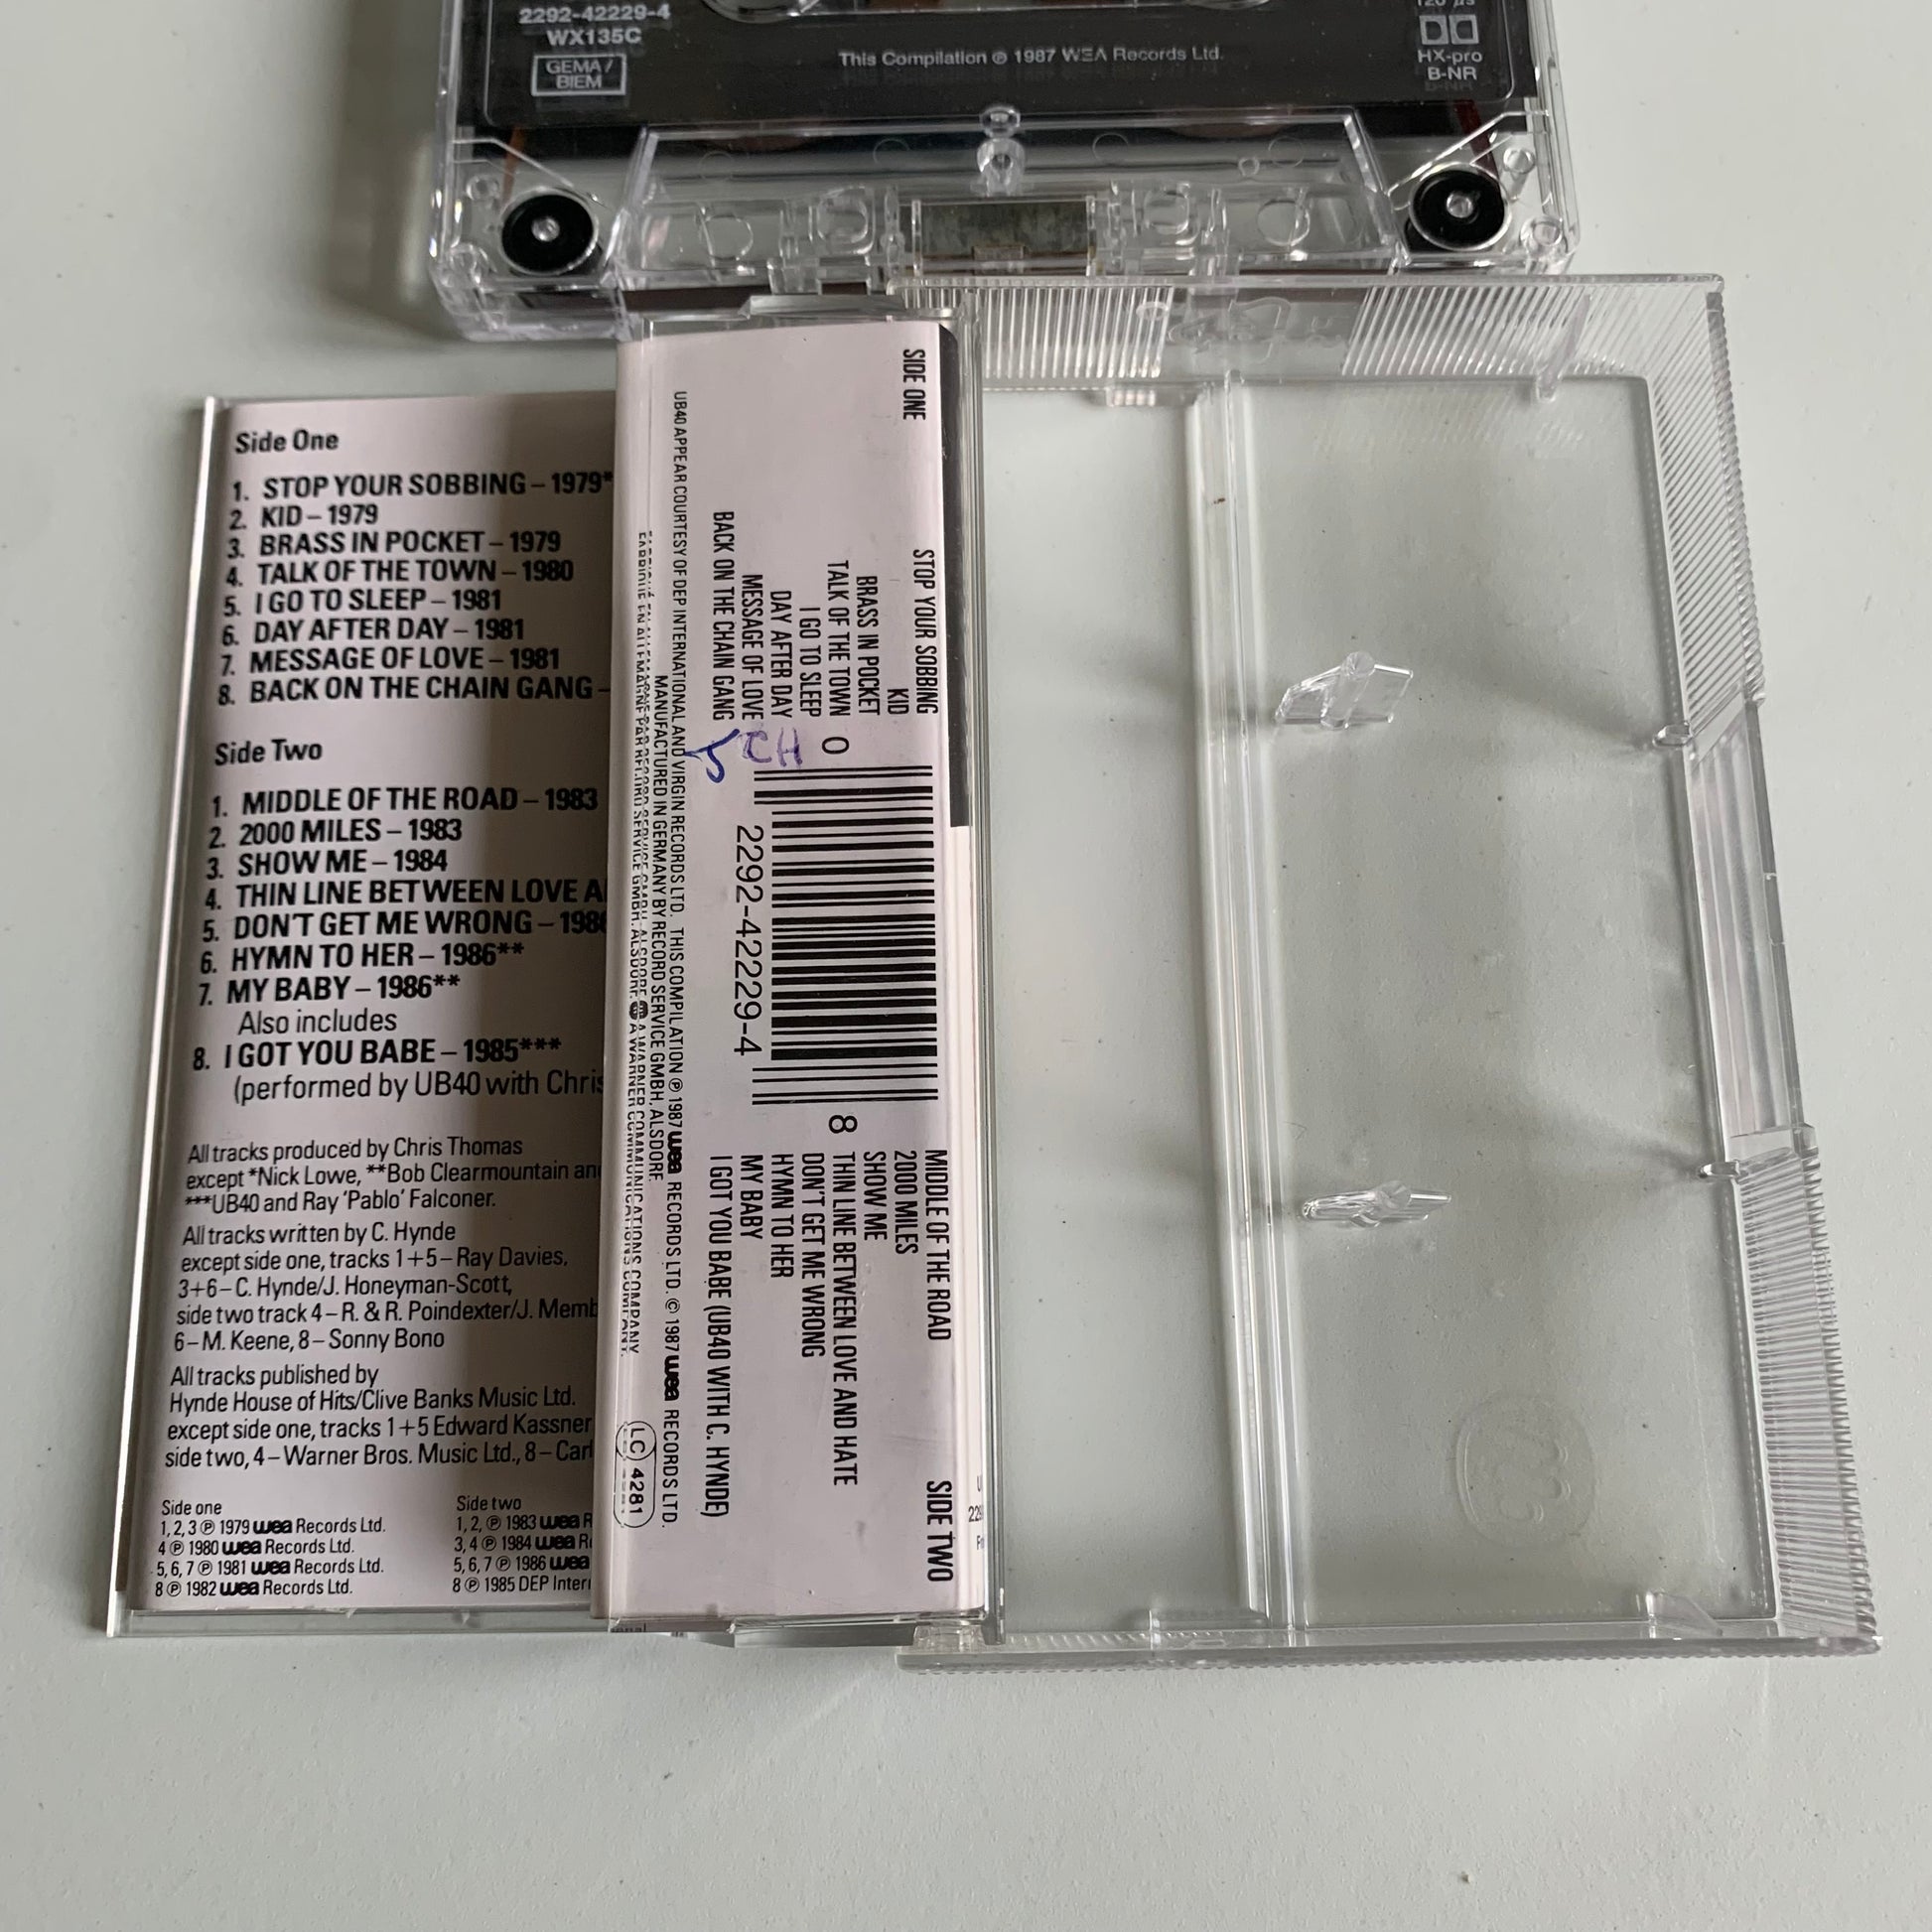 2292-42229-4
WX135C
GEMA /
BIEM
This Compilation ℗ 1987 WEA Records Ltd.
120 µs
HX-pro
B-NR
Side One
1. STOP YOUR SOBBING – 1979*
2. KID – 1979
3. BRASS IN POCKET – 1979
4. TALK OF THE TOWN – 1980
5. I GO TO SLEEP – 1981
6. DAY AFTER DAY – 1981
7. MESSAGE OF LOVE – 1981
8. BACK ON THE CHAIN GANG –
Side Two
1. MIDDLE OF THE ROAD – 1983
2. 2000 MILES – 1983
3. SHOW ME – 1984
4. THIN LINE BETWEEN LOVE
5. DON'T GET ME WRONG –
6. HYMN TO HER – 1986**
7. MY BABY – 1986**
Also includes
8. I GOT YOU BABE – 1985***
(performed by UB40 with
All tracks produced by Chris Thomas
except *Nick Lowe, **Bob Clearmountain
***UB40 and Ray 'Pablo' Falconer.
All tracks written by C. Hynde
except side one, tracks 1+5 – Ray Davies,
3+6 – C. Hynde/J. Honeyman-Scott,
side two track 4 – R. & R. Poindexter/J.
6 – M. Keene, 8 – Sonny Bono
All tracks published by
Hynde House of Hits/Clive Banks Music Ltd.
except side one, tracks 1+5 Edward Kassner
side two, 4 – Warner Bros. Music Ltd., 8 –
Side one
1, 2, 3 ℗ 1979 wea Records Ltd.
4 ℗ 1980 wea Records Ltd.
5, 6, 7 ℗ 1981 wea Records Ltd.
8 ℗ 1982 wea Records Ltd.
Side two
1, 2, ℗ 1983 wea
3, 4 ℗ 1984 wea
5, 6, 7 ℗ 1986 wea
8 ℗ 1985 DEP
SIDE ONE
STOP YOUR SOBBING
KID
BRASS IN POCKET
TALK OF THE TOWN
I GO TO SLEEP
DAY AFTER DAY
MESSAGE OF LOVE
BACK ON THE CHAIN GANG
0
2292-42229-4
8
SIDE TWO
MIDDLE OF THE ROAD
2000 MILES
SHOW ME
THIN LINE BETWEEN LOVE AND HATE
DON'T GET ME WRONG
HYMN TO HER
MY BABY
I GOT YOU BABE (UB40 WITH C. HYNDE)
UB40 APPEAR COURTESY OF DEP INTERNATIONAL AND VIRGIN RECORDS LTD. THIS COMPILATION ℗ 1987 wea RECORDS LTD. © 1987 wea RECORDS LTD.
MANUFACTURED IN GERMANY BY RECORD SERVICE GMBH, ALSDORF.
FABRIQUÉ EN ALLEMAGNE PAR RECORD SERVICE GMBH, ALSDORF. A WARNER COMMUNICATIONS COMPANY.
LC 4281